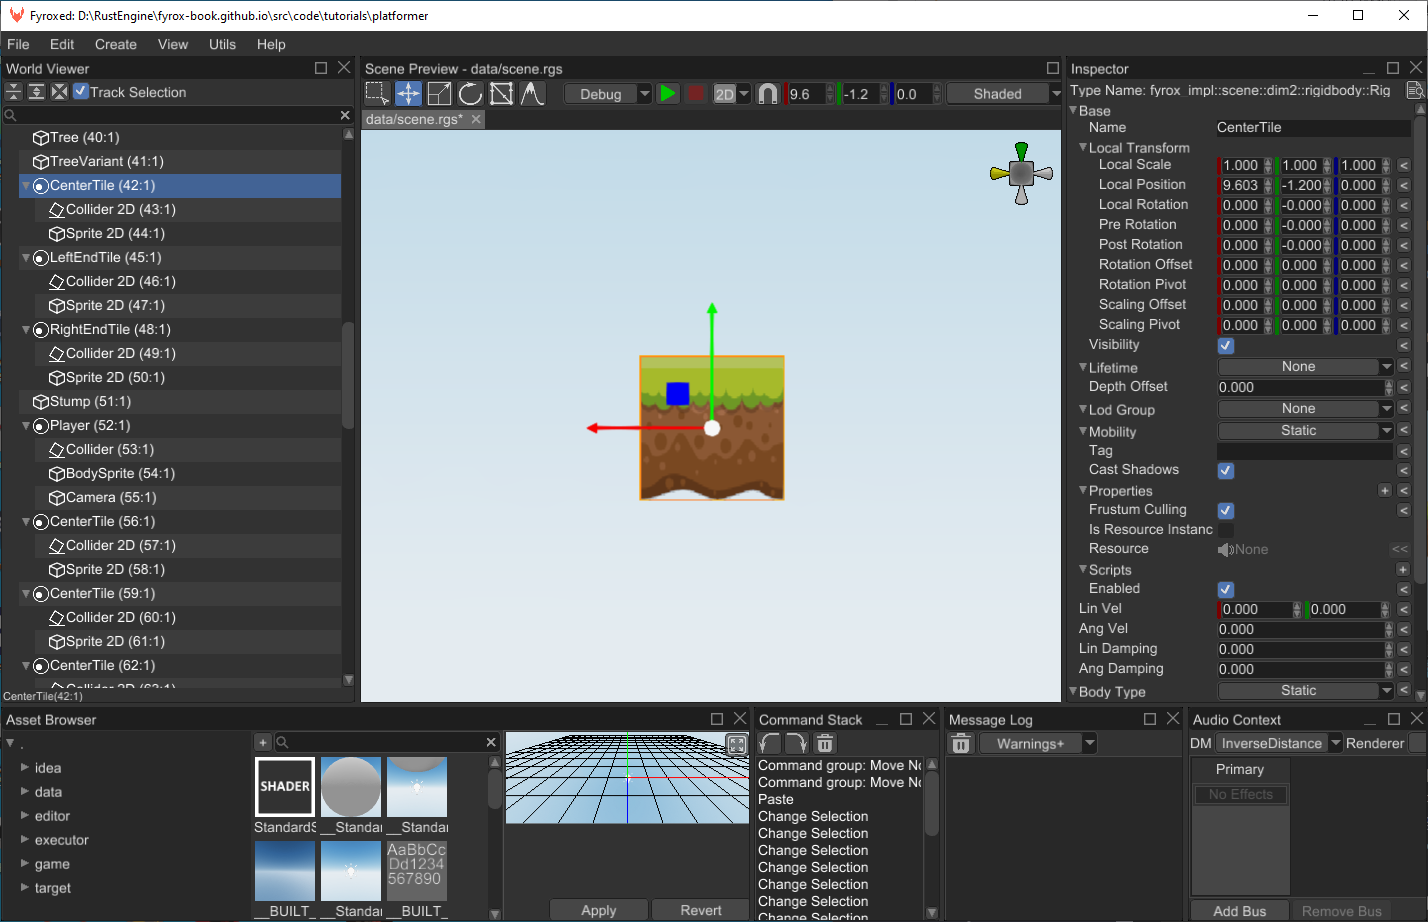 Fyroxed: D:\RustEngine\fyrox-book.github.io\src\code\tutorials\platformer
File Edit Create View Utils Help
World Viewer
Track Selection
Tree (40:1)
TreeVariant (41:1)
CenterTile (42:1)
Collider 2D (43:1)
Sprite 2D (44:1)
LeftEndTile (45:1)
Collider 2D (46:1)
Sprite 2D (47:1)
RightEndTile (48:1)
Collider 2D (49:1)
Sprite 2D (50:1)
Stump (51:1)
Player (52:1)
Collider (53:1)
BodySprite (54:1)
Camera (55:1)
CenterTile (56:1)
Collider 2D (57:1)
Sprite 2D (58:1)
CenterTile (59:1)
Collider 2D (60:1)
Sprite 2D (61:1)
CenterTile (62:1)
Collider 2D (63:1)
CenterTile(42:1)
Scene Preview - data/scene.rgs
Debug 2D 9.6 -1.2 0.0 Shaded
data/scene.rgs*
Inspector
Type Name: fyrox_impl::scene::dim2::rigidbody::Rig
Base
Name CenterTile
Local Transform
Local Scale 1.000 1.000 1.000 <
Local Position 9.603 -1.200 0.000 <
Local Rotation 0.000 -0.000 0.000 <
Pre Rotation 0.000 -0.000 0.000 <
Post Rotation 0.000 -0.000 0.000 <
Rotation Offset 0.000 0.000 0.000 <
Rotation Pivot 0.000 0.000 0.000 <
Scaling Offset 0.000 0.000 0.000 <
Scaling Pivot 0.000 0.000 0.000 <
Visibility <
Lifetime None <
Depth Offset 0.000 <
Lod Group None <
Mobility Static <
Tag <
Cast Shadows <
Properties + <
Frustum Culling <
Is Resource Instanc
Resource None <<
Scripts +
Enabled <
Lin Vel 0.000 0.000 <
Ang Vel 0.000 <
Lin Damping 0.000 <
Ang Damping 0.000 <
Body Type Static <
Asset Browser
.
idea
data
editor
executor
game
target
+
SHADER
StandardS __Standar __Standar
AaBbCc
Dd1234
567890
__BUILT_ __Standar __BUILT_
Apply Revert
Command Stack
Command group: Move No
Command group: Move No
Paste
Change Selection
Change Selection
Change Selection
Change Selection
Change Selection
Change Selection
Change Selection
Message Log
Warnings+
Audio Context
DM InverseDistance Renderer
Primary
No Effects
Add Bus Remove Bus